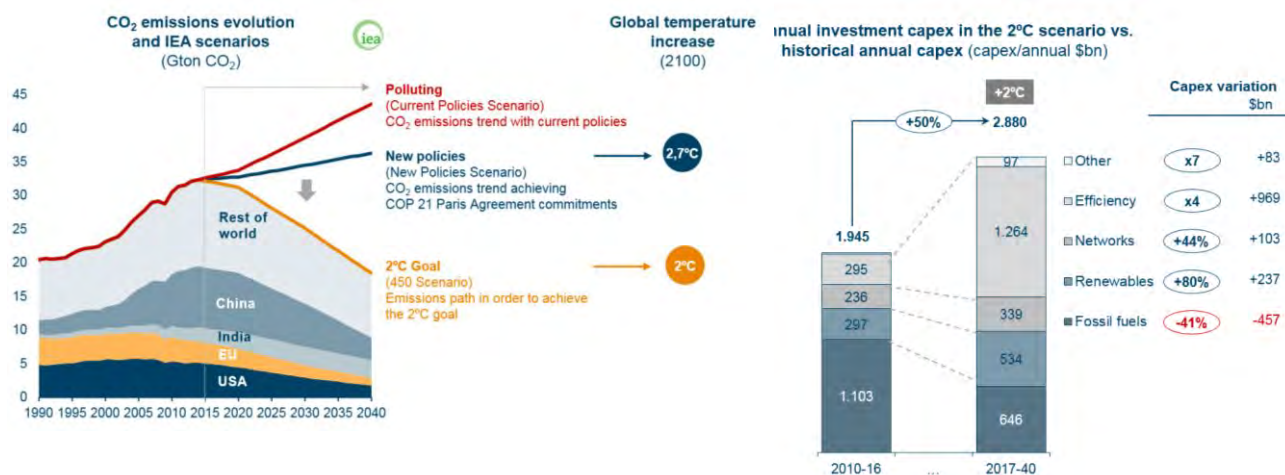 CO2 emissions evolution
and IEA scenarios
(Gton CO2)
iea
Global temperature
increase
(2100)
45
40
35
30
25
20
15
10
5
0
1990 1995 2000 2005 2010 2015 2020 2025 2030 2035 2040
Rest of
world
China
India
EU
USA
Polluting
(Current Policies Scenario)
CO2 emissions trend with current policies
New policies
(New Policies Scenario)
CO2 emissions trend achieving
COP 21 Paris Agreement commitments
2,7ºC
2ºC Goal
(450 Scenario)
Emissions path in order to achieve
the 2ºC goal
2ºC
nnual investment capex in the 2ºC scenario vs.
historical annual capex (capex/annual $bn)
+2ºC
+50%
2.880
1.945
295
236
297
1.103
2010-16
...
97
1.264
339
534
646
2017-40
Capex variation
$bn
Other x7 +83
Efficiency x4 +969
Networks +44% +103
Renewables +80% +237
Fossil fuels -41% -457